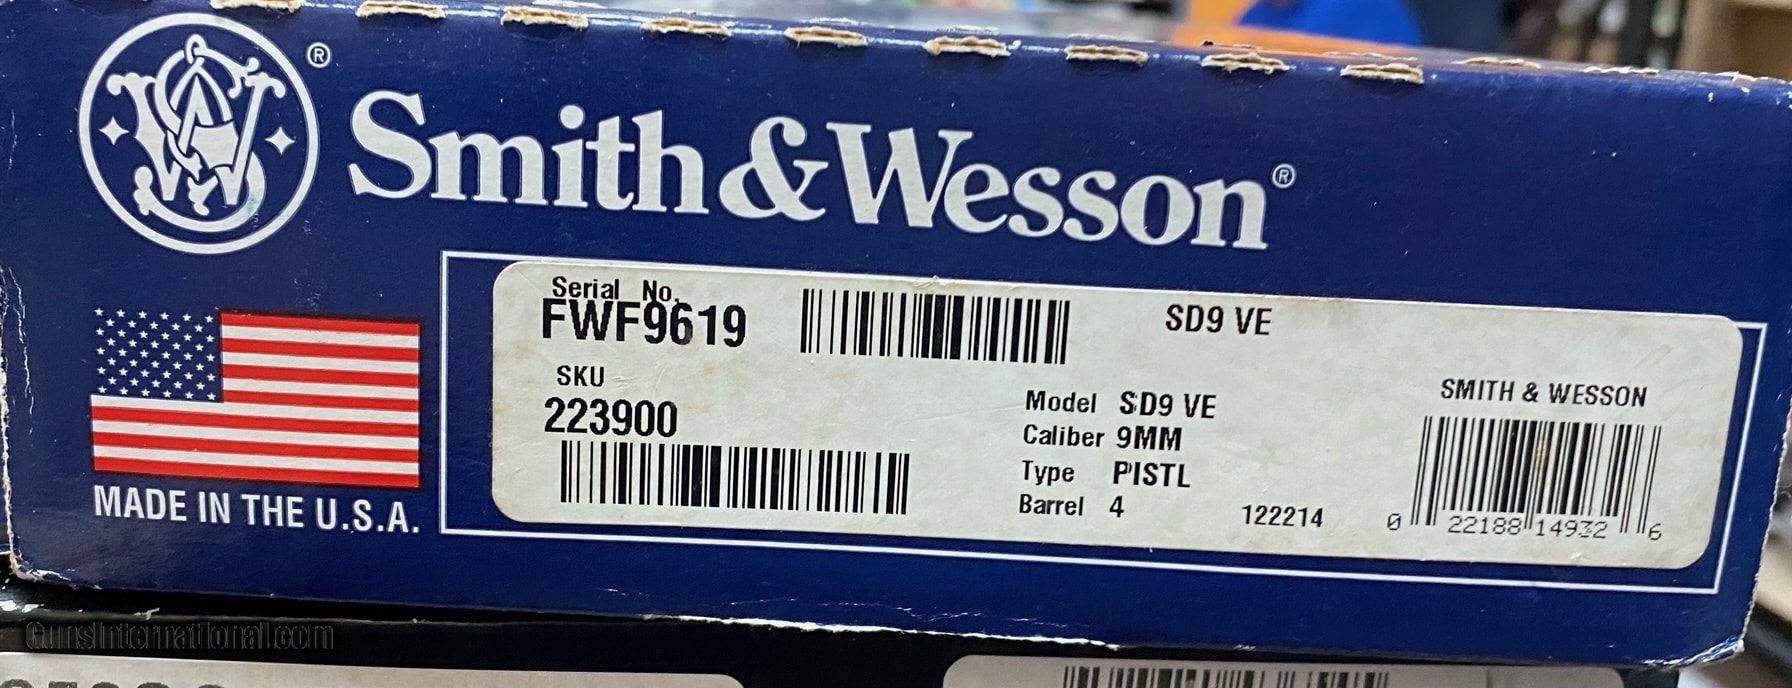 ®
Smith & Wesson®
Serial No.
FWF9619
SD9 VE
SKU
223900
Model SD9 VE
Caliber 9MM
Type PISTL
Barrel 4
122214
SMITH & WESSON
0 22188 14932 6
MADE IN THE U.S.A.
GunsInternational.com